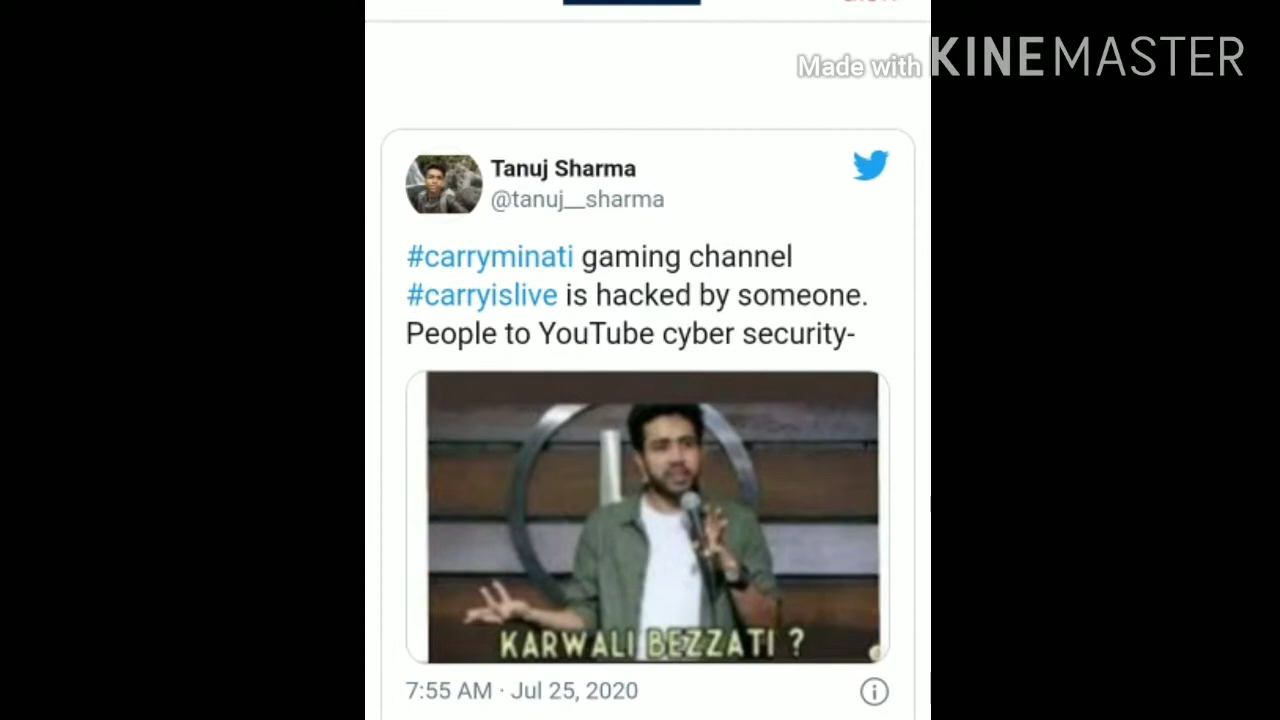 Made with KINEMASTER
Tanuj Sharma
@tanuj__sharma
#carryminati gaming channel
#carryislive is hacked by someone.
People to YouTube cyber security-
KARWALI BEZZATI ?
7:55 AM · Jul 25, 2020